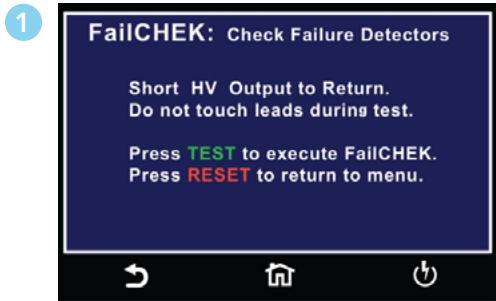 1
FailCHEK: Check Failure Detectors
Short HV Output to Return.
Do not touch leads during test.
Press TEST to execute FailCHEK.
Press RESET to return to menu.